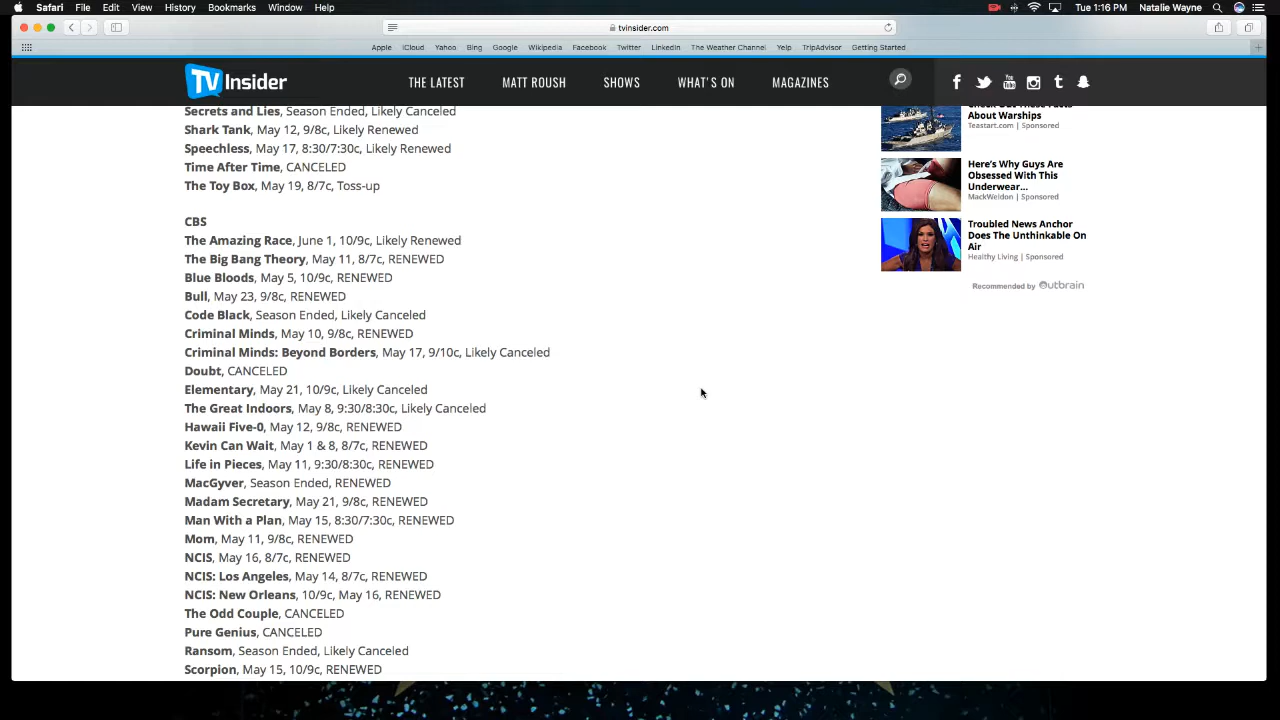 Safari File Edit View History Bookmarks Window Help
Tue 1:16 PM Natalie Wayne
tvinsider.com
Apple iCloud Yahoo Bing Google Wikipedia Facebook Twitter LinkedIn The Weather Channel Yelp TripAdvisor Getting Started
TV Insider THE LATEST MATT ROUSH SHOWS WHAT'S ON MAGAZINES
Secrets and Lies, Season Ended, Likely Canceled
Shark Tank, May 12, 9/8c, Likely Renewed
Speechless, May 17, 8:30/7:30c, Likely Renewed
Time After Time, CANCELED
The Toy Box, May 19, 8/7c, Toss-up
CBS
The Amazing Race, June 1, 10/9c, Likely Renewed
The Big Bang Theory, May 11, 8/7c, RENEWED
Blue Bloods, May 5, 10/9c, RENEWED
Bull, May 23, 9/8c, RENEWED
Code Black, Season Ended, Likely Canceled
Criminal Minds, May 10, 9/8c, RENEWED
Criminal Minds: Beyond Borders, May 17, 9/10c, Likely Canceled
Doubt, CANCELED
Elementary, May 21, 10/9c, Likely Canceled
The Great Indoors, May 8, 9:30/8:30c, Likely Canceled
Hawaii Five-0, May 12, 9/8c, RENEWED
Kevin Can Wait, May 1 & 8, 8/7c, RENEWED
Life in Pieces, May 11, 9:30/8:30c, RENEWED
MacGyver, Season Ended, RENEWED
Madam Secretary, May 21, 9/8c, RENEWED
Man With a Plan, May 15, 8:30/7:30c, RENEWED
Mom, May 11, 9/8c, RENEWED
NCIS, May 16, 8/7c, RENEWED
NCIS: Los Angeles, May 14, 8/7c, RENEWED
NCIS: New Orleans, 10/9c, May 16, RENEWED
The Odd Couple, CANCELED
Pure Genius, CANCELED
Ransom, Season Ended, Likely Canceled
Scorpion, May 15, 10/9c, RENEWED
Check Out These Facts
About Warships
Teastart.com | Sponsored
Here's Why Guys Are
Obsessed With This
Underwear...
MackWeldon | Sponsored
Troubled News Anchor
Does The Unthinkable On
Air
Healthy Living | Sponsored
Recommended by Outbrain